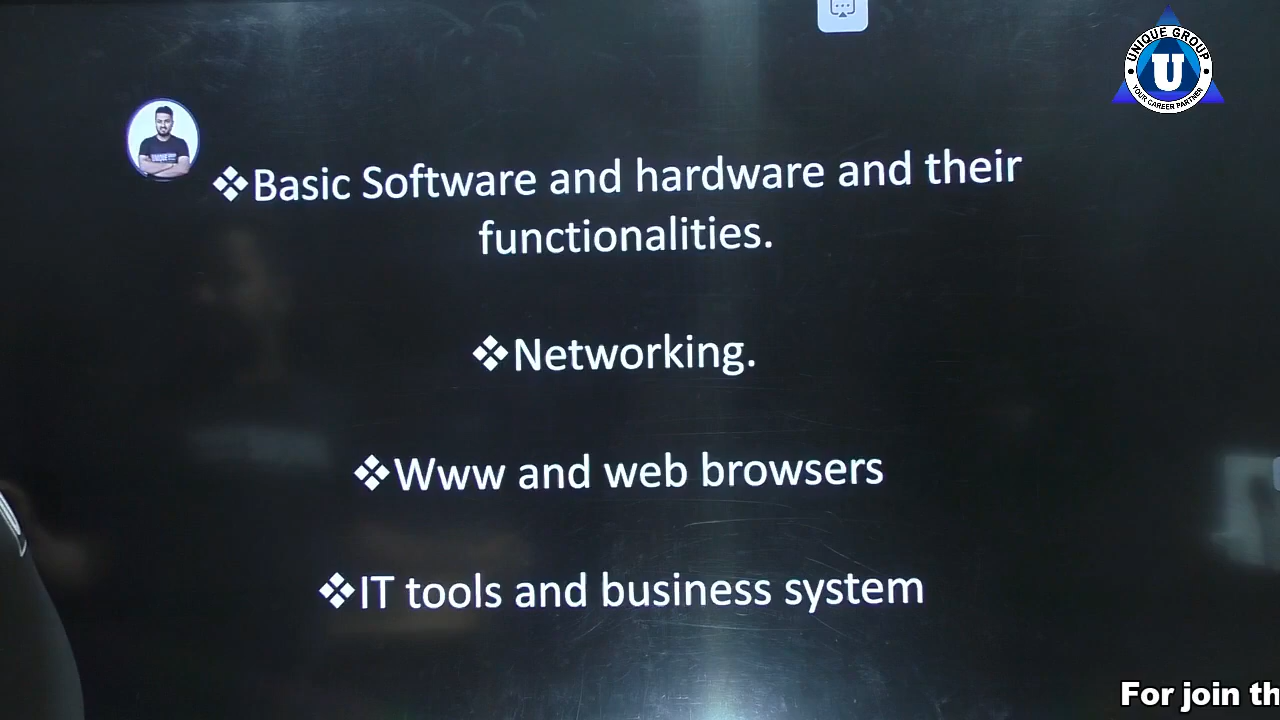 UNIQUE GROUP
U
YOUR CAREER PARTNER
❖Basic Software and hardware and their
functionalities.
❖Networking.
❖Www and web browsers
❖IT tools and business system
For join th